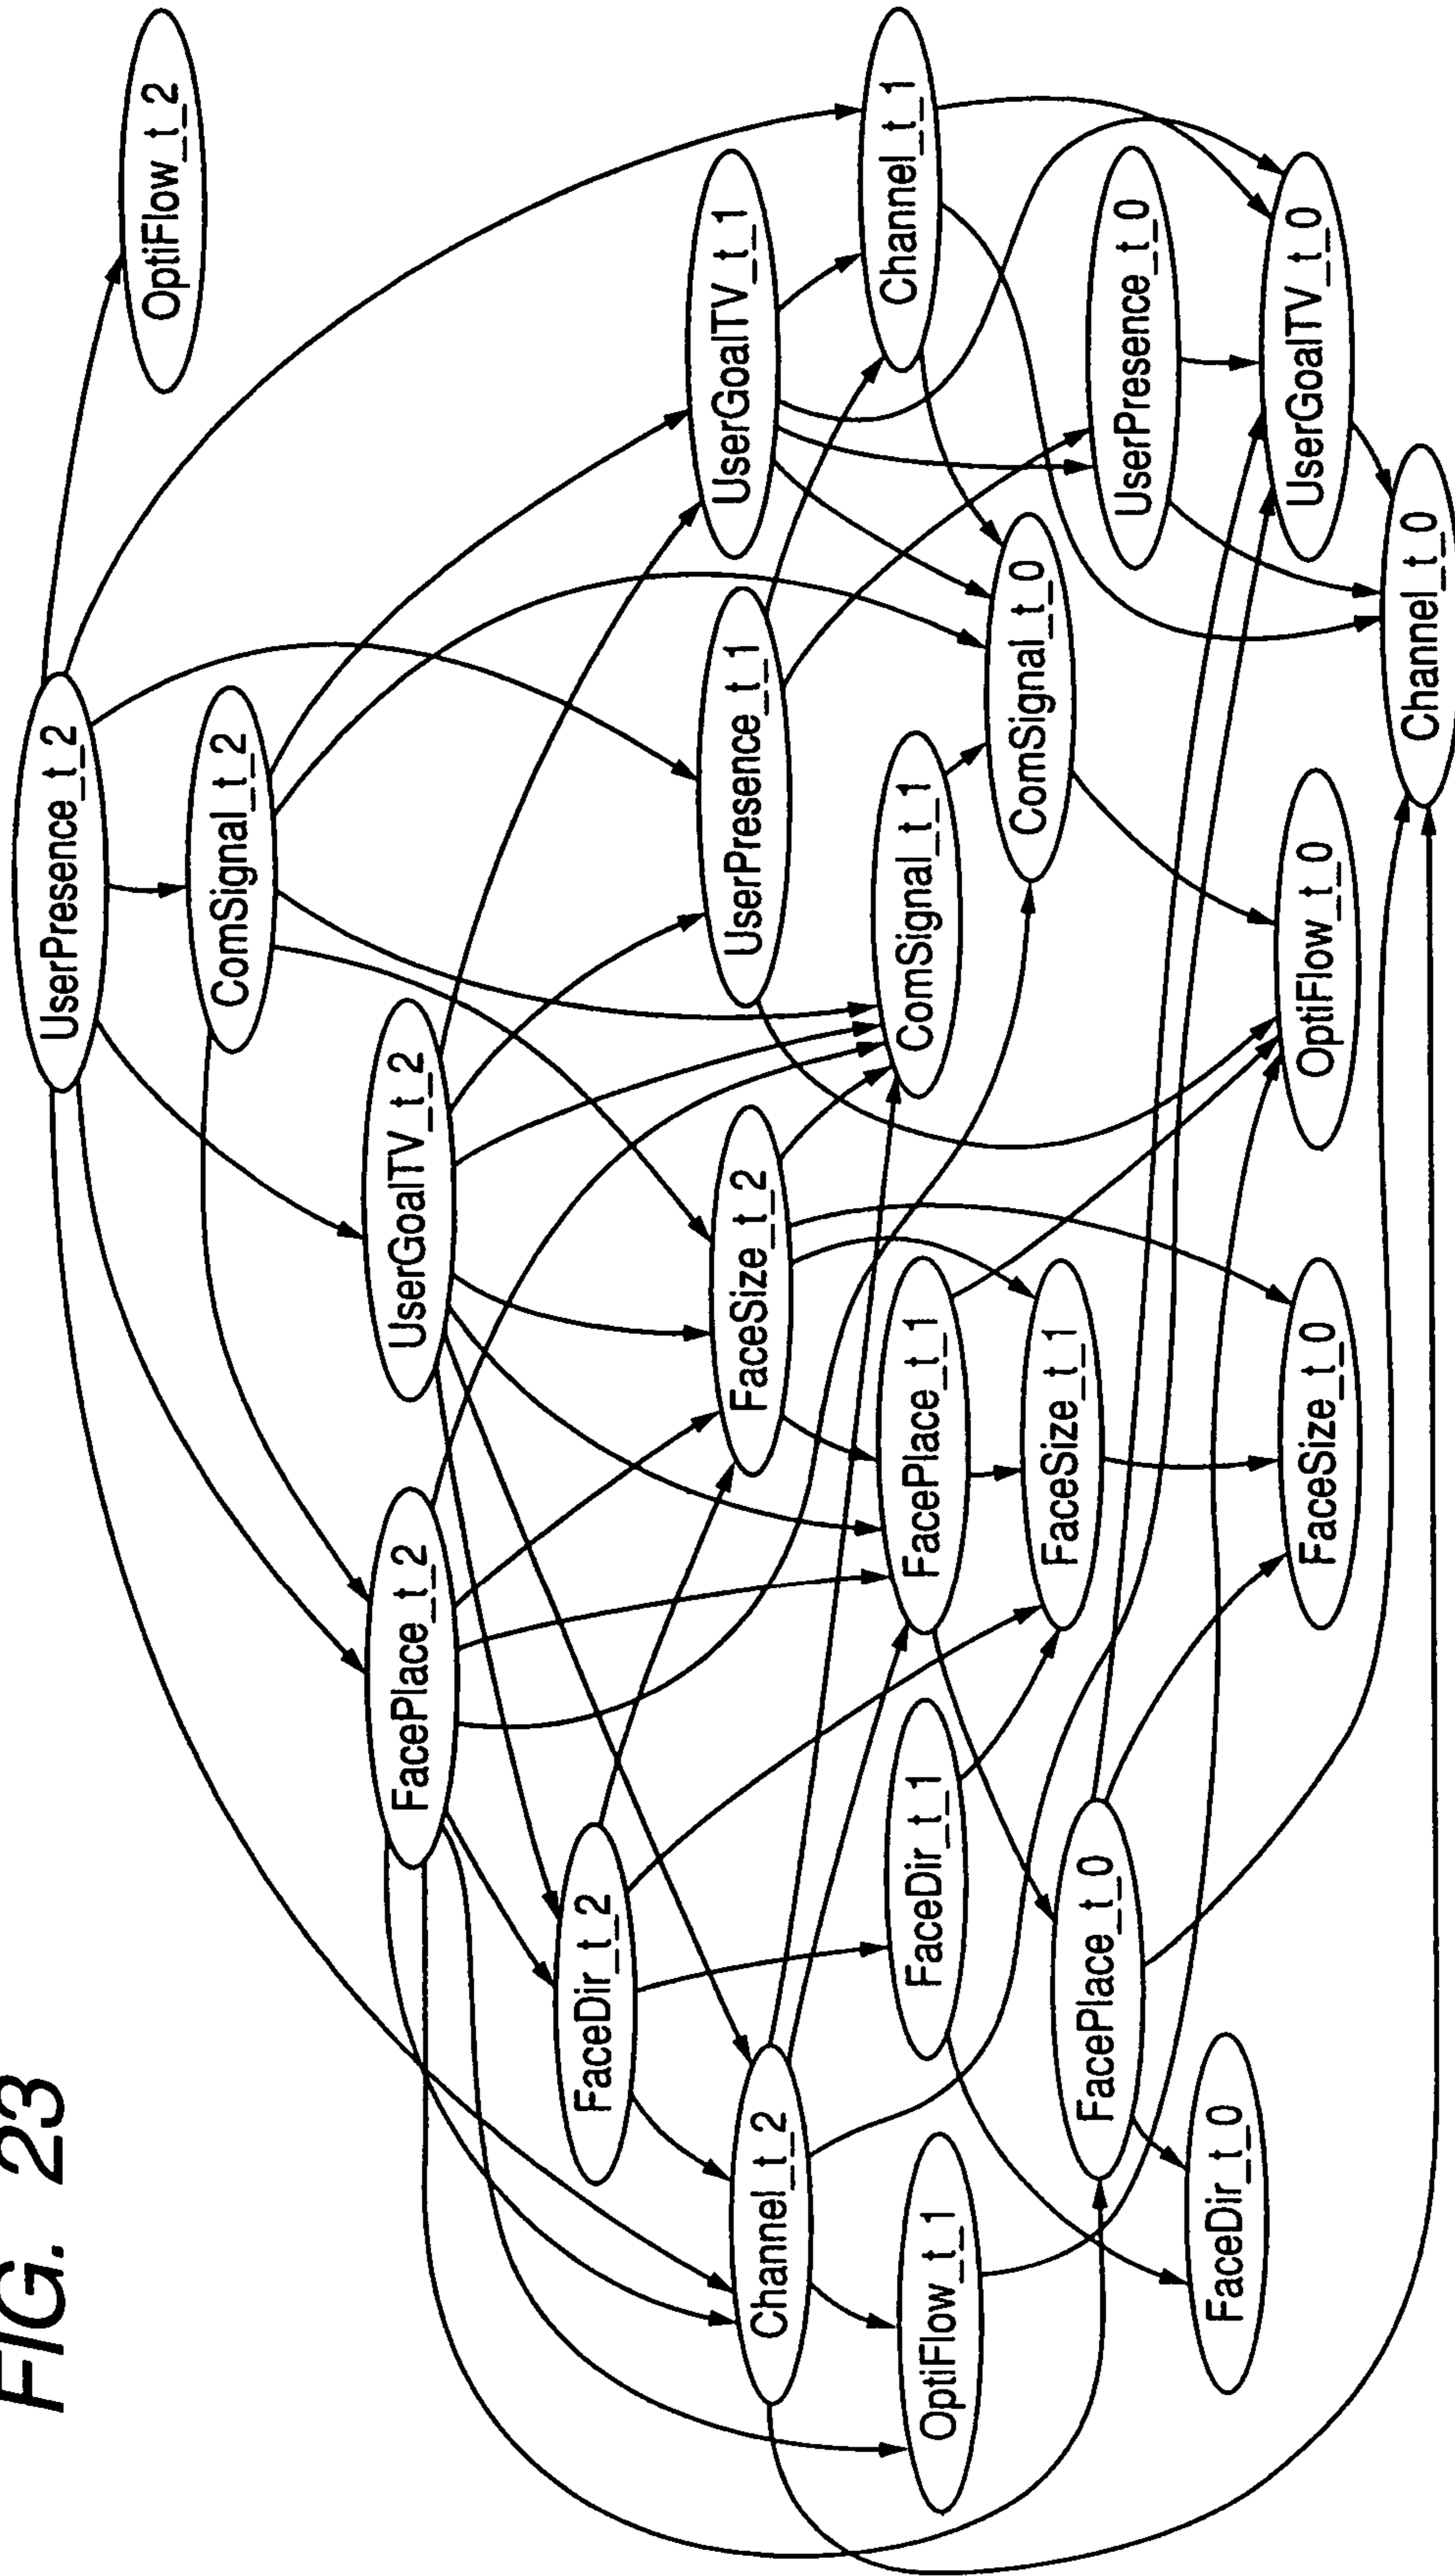 FIG. 23
UserPresence_t_2
OptiFlow_t_2
ComSignal_t_2
FacePlace_t_2
UserGoalTV_t_2
FaceDir_t_2
Channel_t_2
FaceSize_t_2
UserPresence_t_1
UserGoalTV_t_1
OptiFlow_t_1
FaceDir_t_1
FacePlace_t_1
ComSignal_t_1
Channel_t_1
FaceSize_t_1
ComSignal_t_0
FacePlace_t_0
UserPresence_t_0
FaceDir_t_0
FaceSize_t_0
OptiFlow_t_0
UserGoalTV_t_0
Channel_t_0